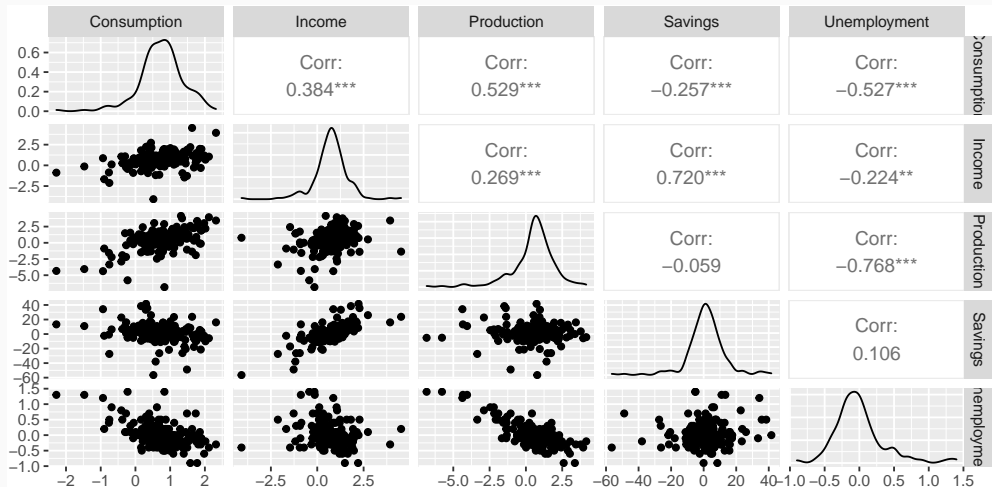 Consumption Income Production Savings Unemployment
0.6
0.4
0.2
0.0
Corr:
0.384***
Corr:
0.529***
Corr:
−0.257***
Corr:
−0.527***
Consumption
2.5
0.0
−2.5
Corr:
0.269***
Corr:
0.720***
Corr:
−0.224**
Income
2.5
0.0
−2.5
−5.0
Corr:
−0.059
Corr:
−0.768***
Production
40
20
0
−20
−40
−60
Corr:
0.106
Savings
1.5
1.0
0.5
0.0
−0.5
−1.0
nemployme
−2 −1 0 1 2 −2.5 0.0 2.5 −5.0 −2.5 0.0 2.5 −60 −40 −20 0 20 40 −1.0 −0.5 0.0 0.5 1.0 1.5